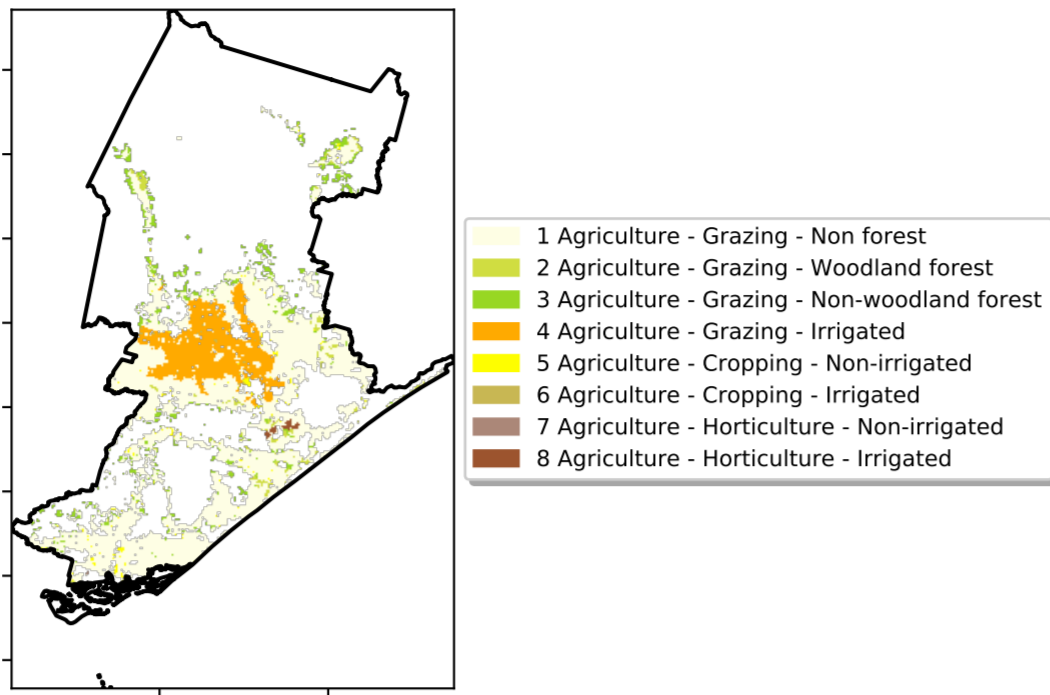 1 Agriculture - Grazing - Non forest
2 Agriculture - Grazing - Woodland forest
3 Agriculture - Grazing - Non-woodland forest
4 Agriculture - Grazing - Irrigated
5 Agriculture - Cropping - Non-irrigated
6 Agriculture - Cropping - Irrigated
7 Agriculture - Horticulture - Non-irrigated
8 Agriculture - Horticulture - Irrigated